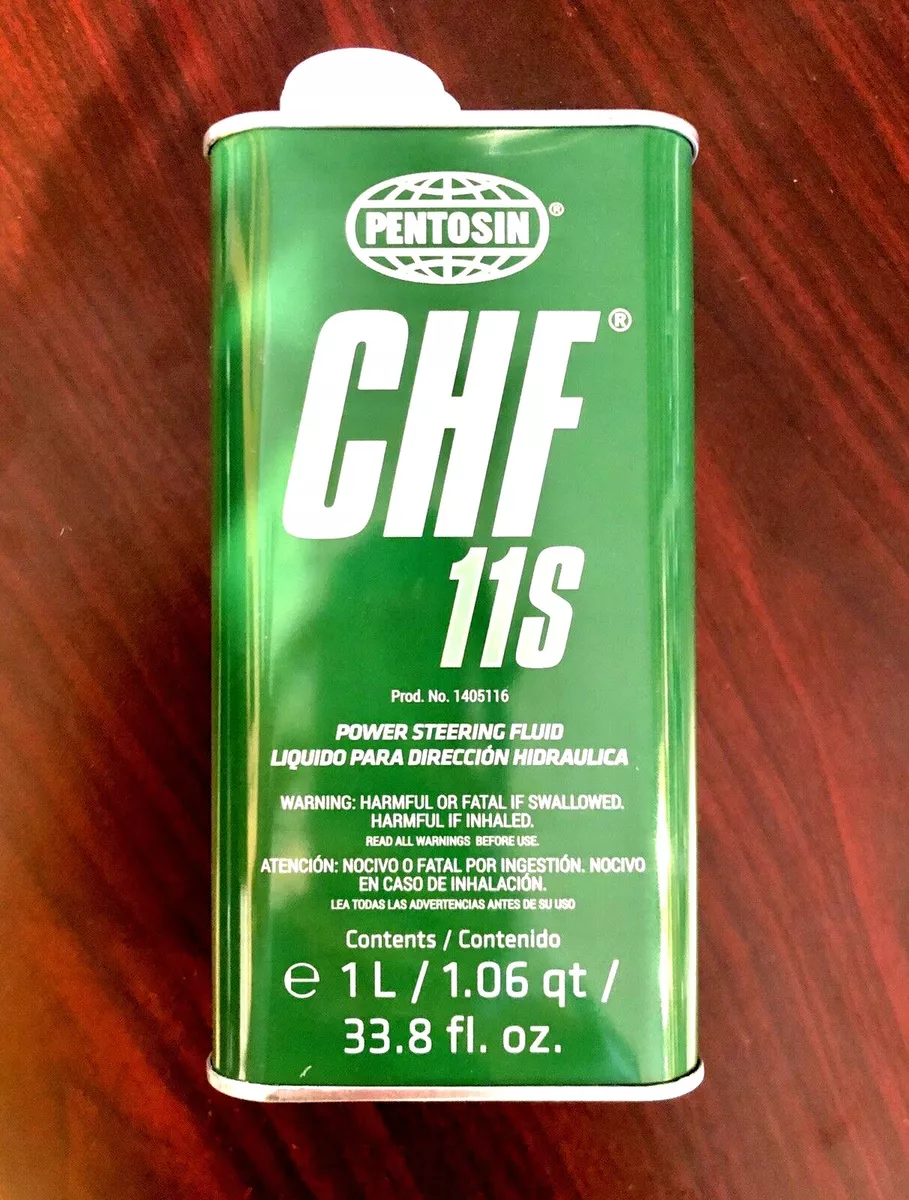 PENTOSIN®
CHF®
11S
Prod. No. 1405116
POWER STEERING FLUID
LIQUIDO PARA DIRECCIÓN HIDRAULICA
WARNING: HARMFUL OR FATAL IF SWALLOWED.
HARMFUL IF INHALED.
READ ALL WARNINGS BEFORE USE.
ATENCIÓN: NOCIVO O FATAL POR INGESTIÓN. NOCIVO
EN CASO DE INHALACIÓN.
LEA TODAS LAS ADVERTENCIAS ANTES DE SU USO
Contents / Contenido
℮ 1 L / 1.06 qt /
33.8 fl. oz.